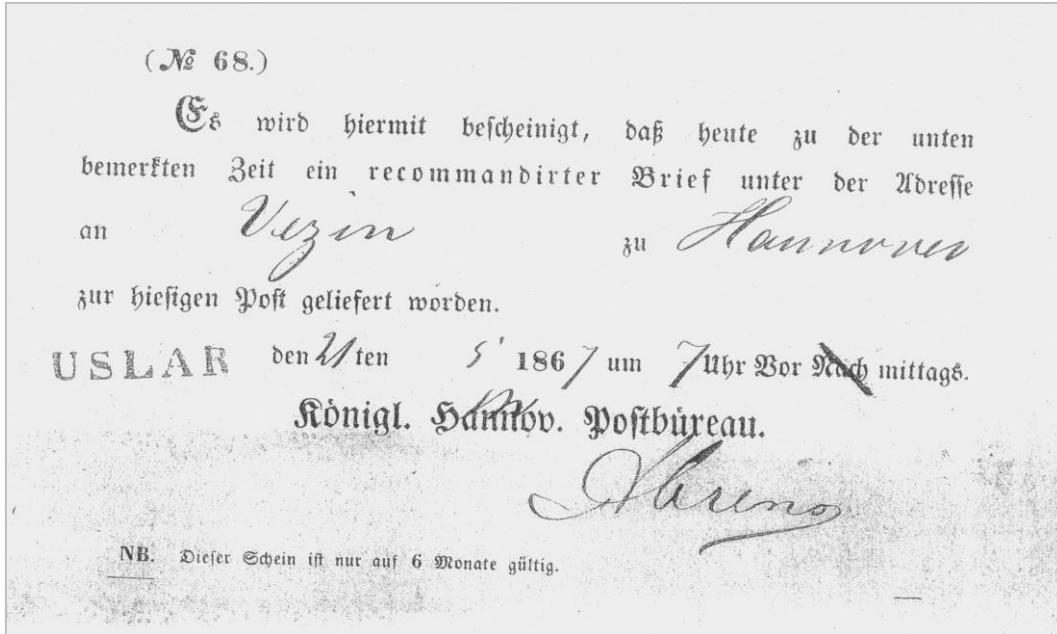 (№ 68.)
Es wird hiermit bescheinigt, daß heute zu der unten
bemerkten Zeit ein recommandirter Brief unter der Adresse
an Vezin zu Hannover
zur hiesigen Post geliefert worden.
USLAR den 21ten 5' 1867 um 7 Uhr Vor Nach mittags.
Königl. Hannov. Postbüreau.
NB. Dieser Schein ist nur auf 6 Monate gültig.